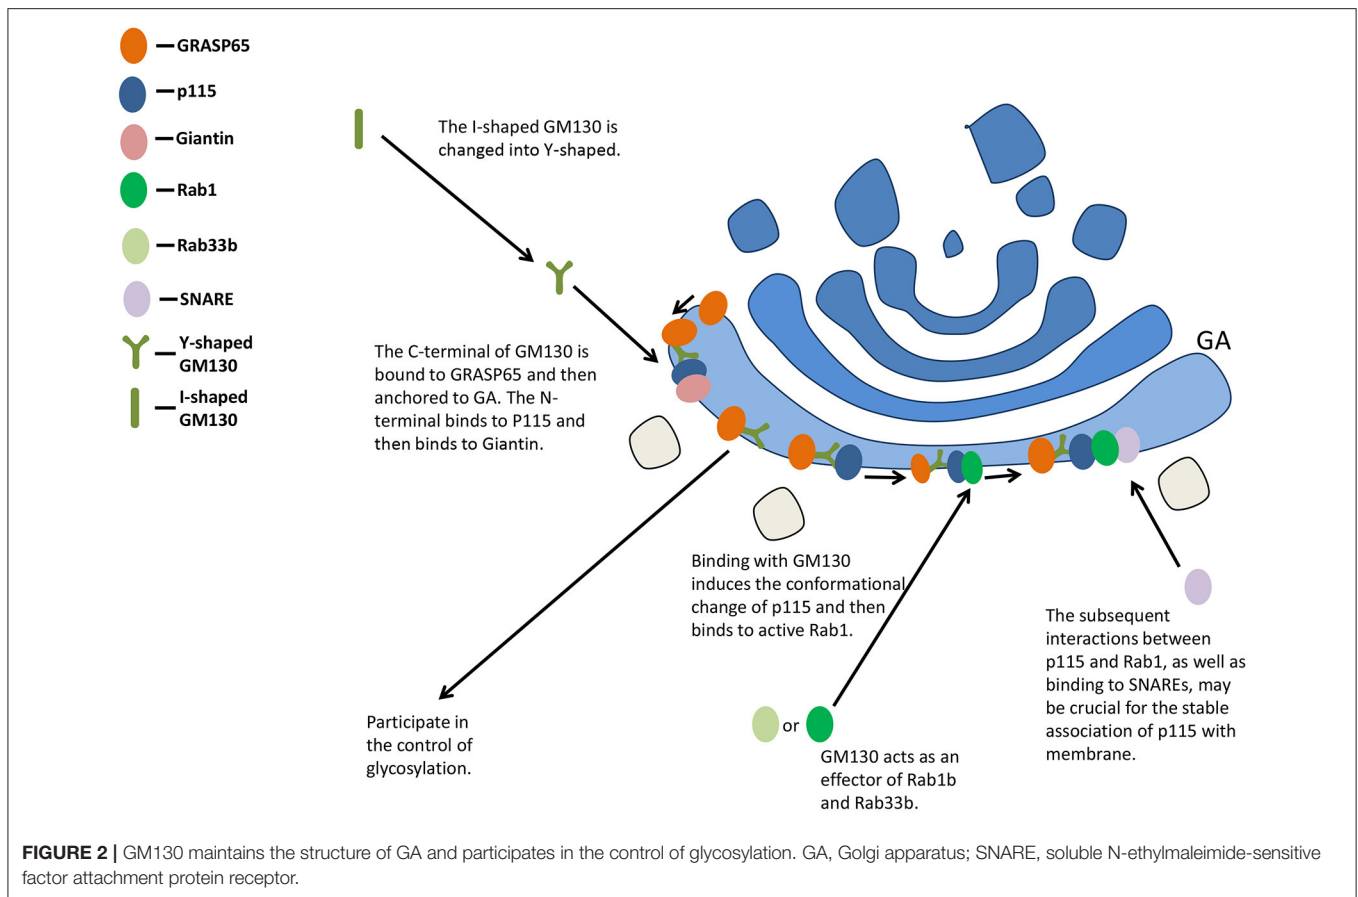 GRASP65
p115
Giantin
Rab1
Rab33b
SNARE
Y-shaped
GM130
I-shaped
GM130
The I-shaped GM130 is
changed into Y-shaped.
The C-terminal of GM130 is
bound to GRASP65 and then
anchored to GA. The N-
terminal binds to P115 and
then binds to Giantin.
GA
Binding with GM130
induces the conformational
change of p115 and then
binds to active Rab1.
The subsequent
interactions between
p115 and Rab1, as well as
binding to SNAREs, may
be crucial for the stable
association of p115 with
membrane.
Participate in
the control of
glycosylation.
or
GM130 acts as an
effector of Rab1b
and Rab33b.
FIGURE 2 | GM130 maintains the structure of GA and participates in the control of glycosylation. GA, Golgi apparatus; SNARE, soluble N-ethylmaleimide-sensitive
factor attachment protein receptor.